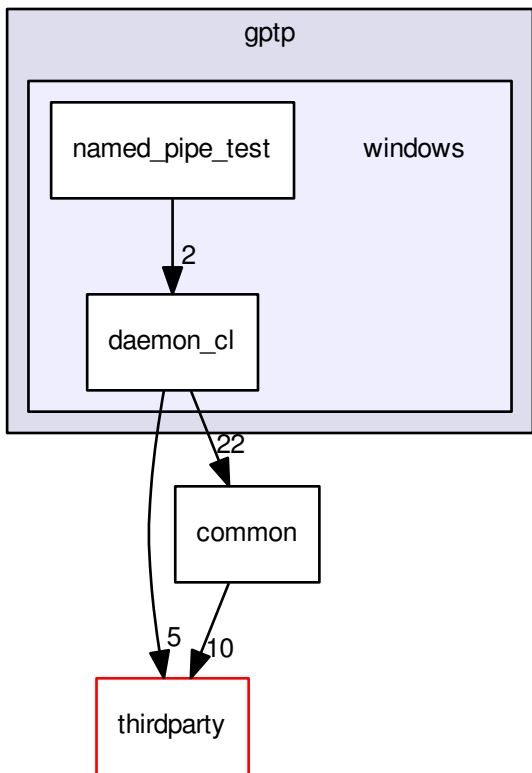 gptp
named_pipe_test
windows
2
daemon_cl
22
common
5
10
thirdparty